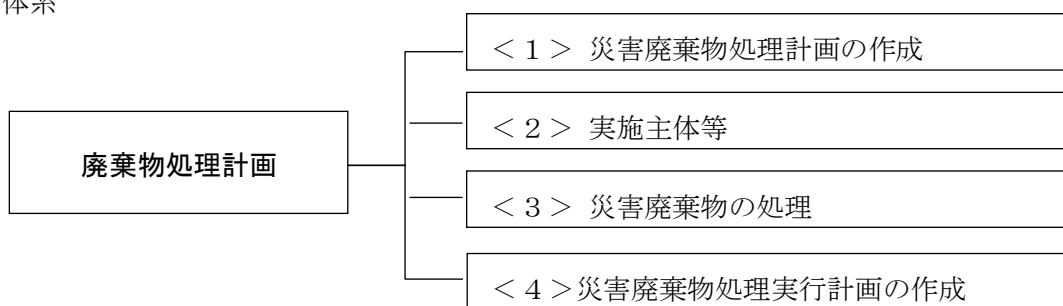 体系
<1> 災害廃棄物処理計画の作成
<2> 実施主体等
廃棄物処理計画
<3> 災害廃棄物の処理
<4>災害廃棄物処理実行計画の作成